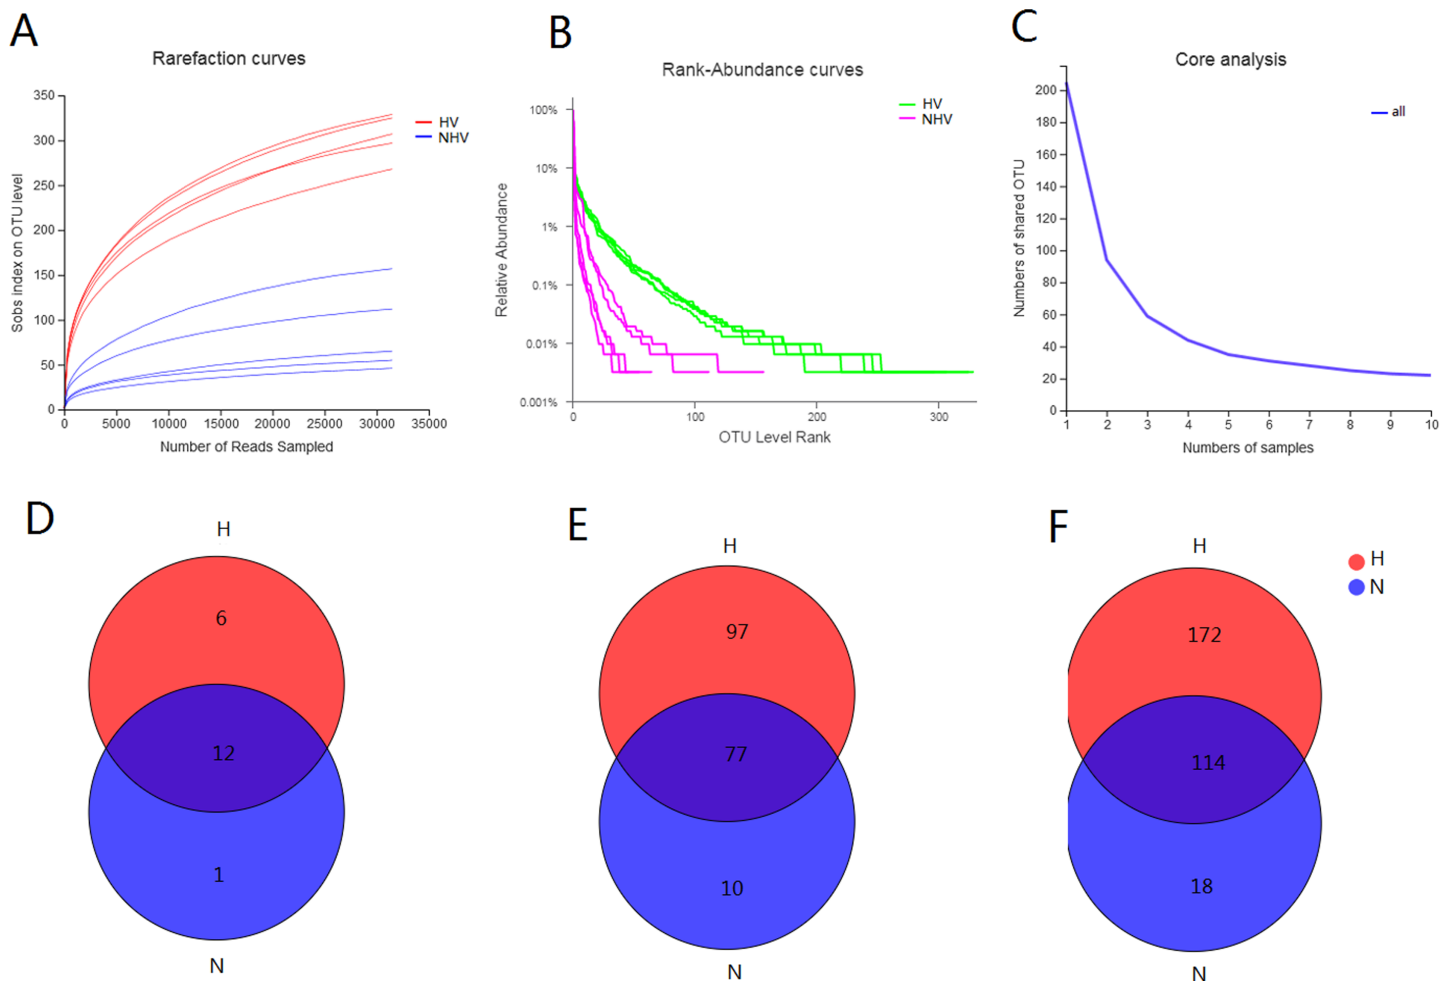 A
Rarefaction curves
350
300
250
200
150
100
50
0
0 5000 10000 15000 20000 25000 30000 35000
Sobs index on OTU level
Number of Reads Sampled
HV
NHV
B
Rank-Abundance curves
100%
10%
1%
0.1%
0.01%
0.001%
0 100 200 300
Relative Abundance
OTU Level Rank
HV
NHV
C
Core analysis
200
180
160
140
120
100
80
60
40
20
0
1 2 3 4 5 6 7 8 9 10
Numbers of shared OTU
Numbers of samples
all
D
H
6
12
1
N
E
H
97
77
10
N
F
H
172
114
18
N
H
N